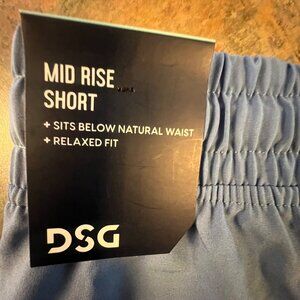 MID RISE
SHORT
+ SITS BELOW NATURAL WAIST
+ RELAXED FIT
DSG